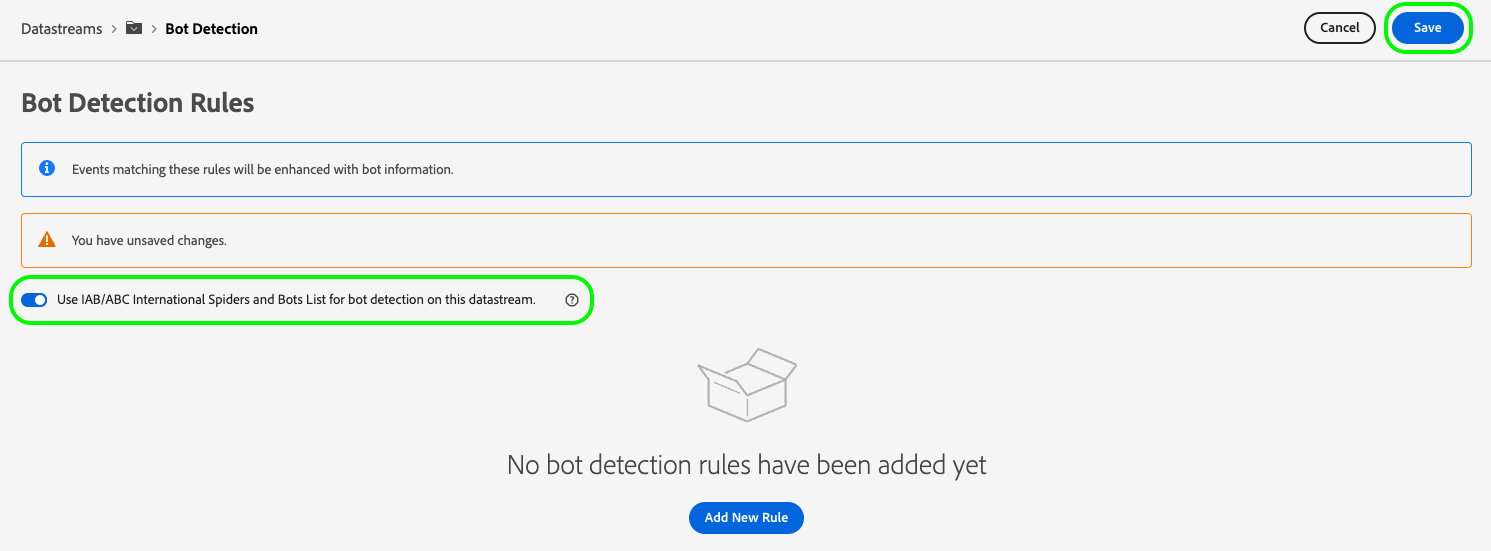 Datastreams > > Bot Detection
Cancel
Save
Bot Detection Rules
Events matching these rules will be enhanced with bot information.
You have unsaved changes.
Use IAB/ABC International Spiders and Bots List for bot detection on this datastream.
No bot detection rules have been added yet
Add New Rule